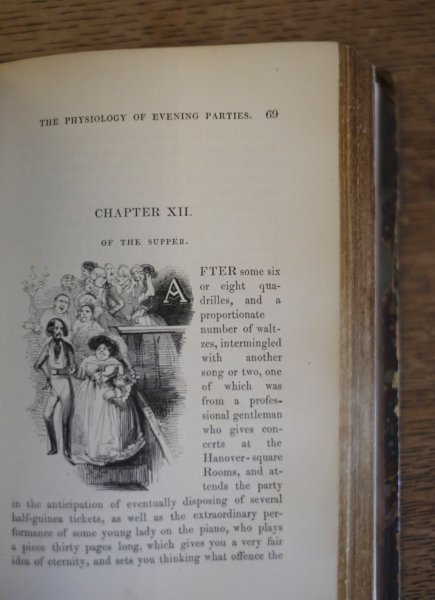 THE PHYSIOLOGY OF EVENING PARTIES. 69
CHAPTER XII.
OF THE SUPPER.
AFTER some six
or eight qua-
drilles, and a
proportionate
number of walt-
zes, intermingled
with another
song or two, one
of which was
from a profes-
sional gentleman
who gives con-
certs at the
Hanover-square
Rooms, and at-
tends the party
in the anticipation of eventually disposing of several
half-guinea tickets, as well as the extraordinary per-
formance of some young lady on the piano, who plays
a piece thirty pages long, which gives you a very fair
idea of eternity, and sets you thinking what offence the